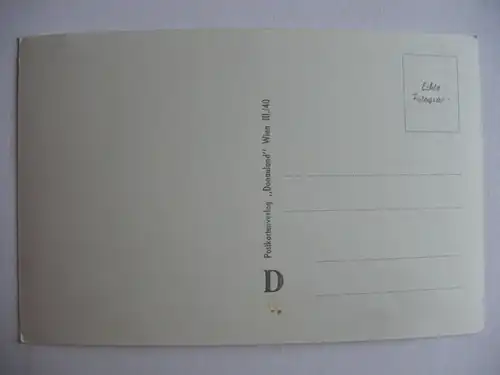 Echte
Fotografie
Postkartenverlag „Donauland" Wien III./40
D